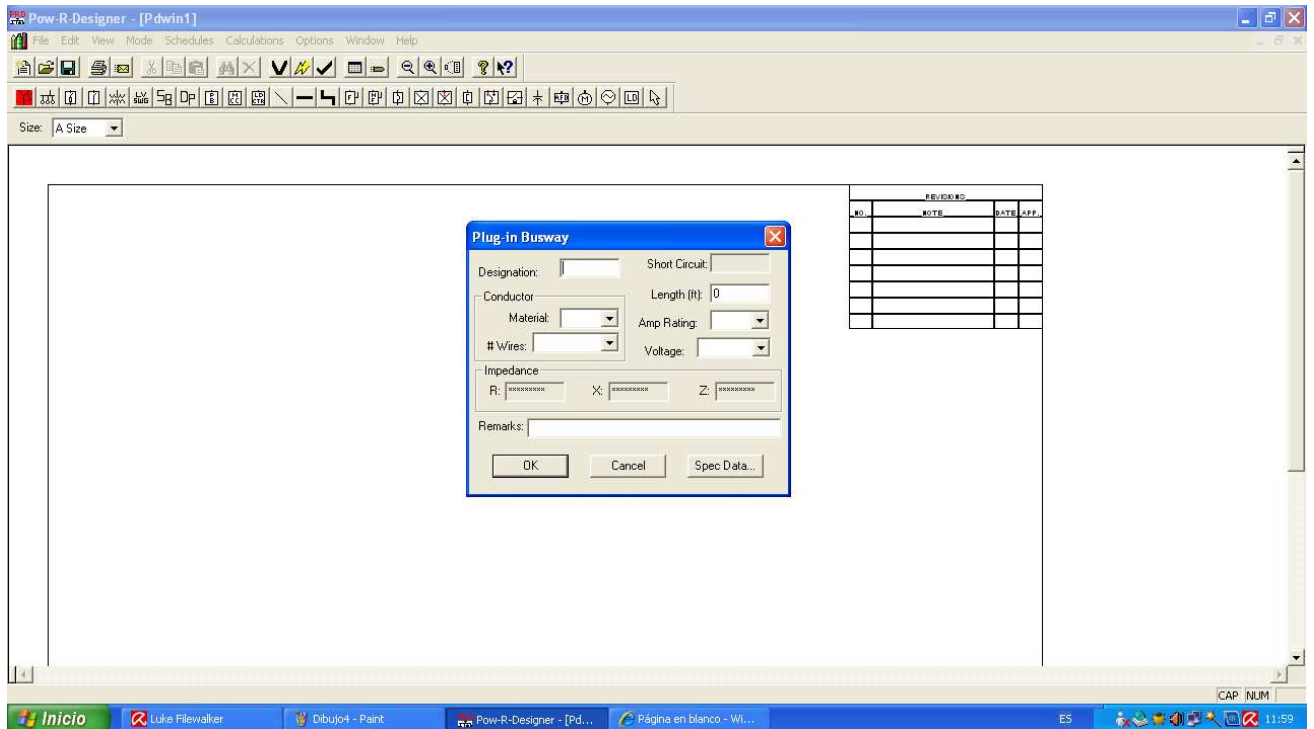 Pow-R-Designer - [Pdwin1]
File Edit View Mode Schedules Calculations Options Window Help
Size: A Size
REVISIONS
NO. NOTE DATE APP.
Plug-in Busway
Designation: Short Circuit:
Conductor Length (ft): 0
Material: Amp Rating:
# Wires: Voltage:
Impedance
R: ********* X: ********* Z: *********
Remarks:
OK Cancel Spec Data...
CAP NUM
Inicio Luke Filewalker Dibujo4 - Paint Pow-R-Designer - [Pd... Página en blanco - Wi... ES 11:59